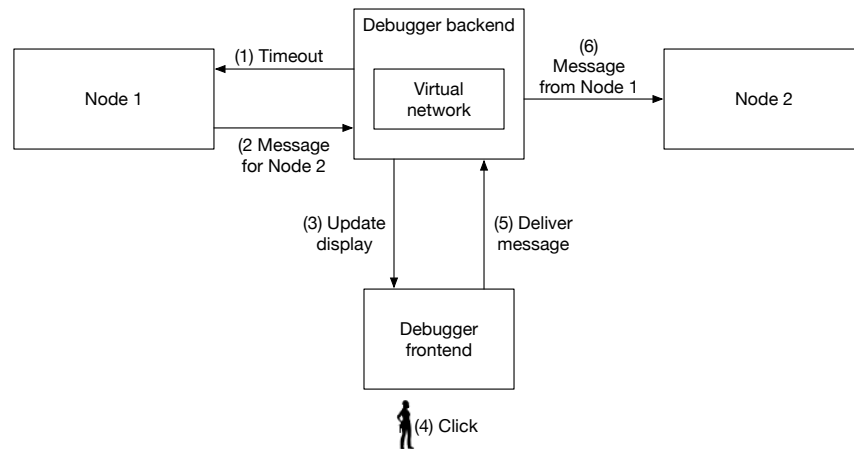 Debugger backend
(1) Timeout
(6)
Message
from Node 1
Node 1
Virtual
network
Node 2
(2 Message
for Node 2
(3) Update
display
(5) Deliver
message
Debugger
frontend
(4) Click